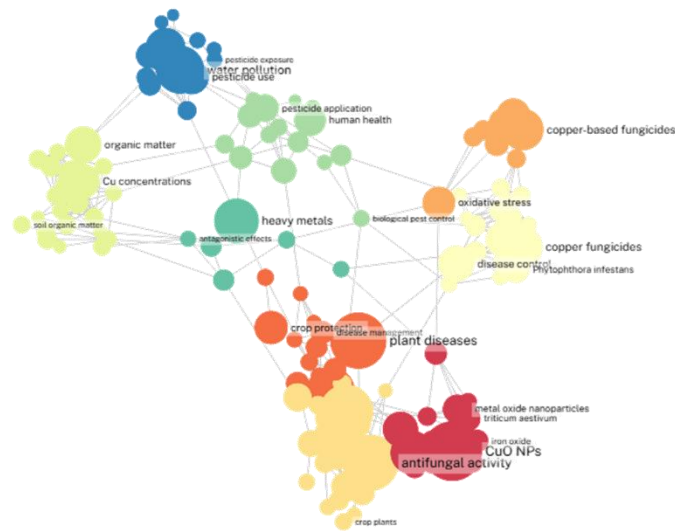 pesticide exposure
water pollution
pesticide use
pesticide application
human health
copper-based fungicides
organic matter
Cu concentrations
oxidative stress
soil organic matter
heavy metals
biological pest control
antagonistic effects
copper fungicides
disease control
Phytophthora infestans
crop protection
disease management
plant diseases
metal oxide nanoparticles
triticum aestivum
iron oxide
CuO NPs
antifungal activity
crop plants